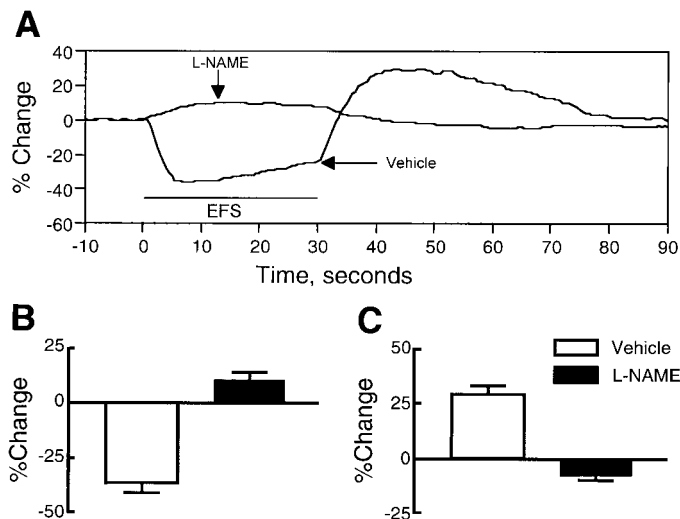 A
40
20
0
-20
-40
-60
% Change
L-NAME
Vehicle
EFS
-10 0 10 20 30 40 50 60 70 80 90
Time, seconds
B
25
0
-25
-50
%Change
C
50
25
0
-25
%Change
Vehicle
L-NAME